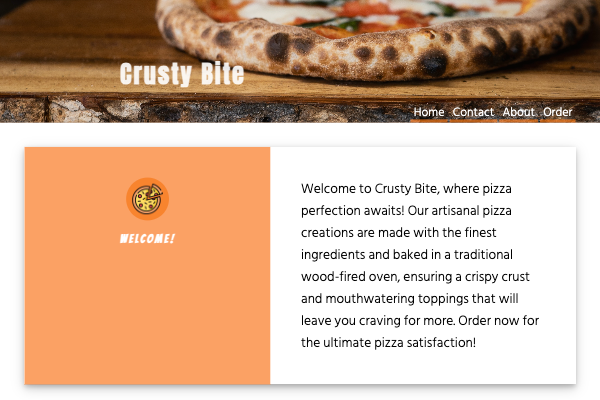 Crusty Bite
Home Contact About Order
WELCOME!
Welcome to Crusty Bite, where pizza
perfection awaits! Our artisanal pizza
creations are made with the finest
ingredients and baked in a traditional
wood-fired oven, ensuring a crispy crust
and mouthwatering toppings that will
leave you craving for more. Order now for
the ultimate pizza satisfaction!